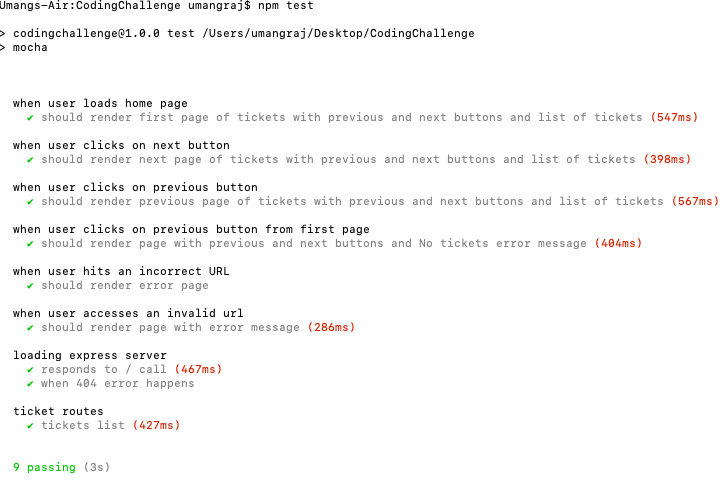 Umangs-Air:CodingChallenge umangraj$ npm test
> codingchallenge@1.0.0 test /Users/umangraj/Desktop/CodingChallenge
> mocha
when user loads home page
✔ should render first page of tickets with previous and next buttons and list of tickets (547ms)
when user clicks on next button
✔ should render next page of tickets with previous and next buttons and list of tickets (398ms)
when user clicks on previous button
✔ should render previous page of tickets with previous and next buttons and list of tickets (567ms)
when user clicks on previous button from first page
✔ should render page with previous and next buttons and No tickets error message (404ms)
when user hits an incorrect URL
✔ should render error page
when user accesses an invalid url
✔ should render page with error message (286ms)
loading express server
✔ responds to / call (467ms)
✔ when 404 error happens
ticket routes
✔ tickets list (427ms)
9 passing (3s)